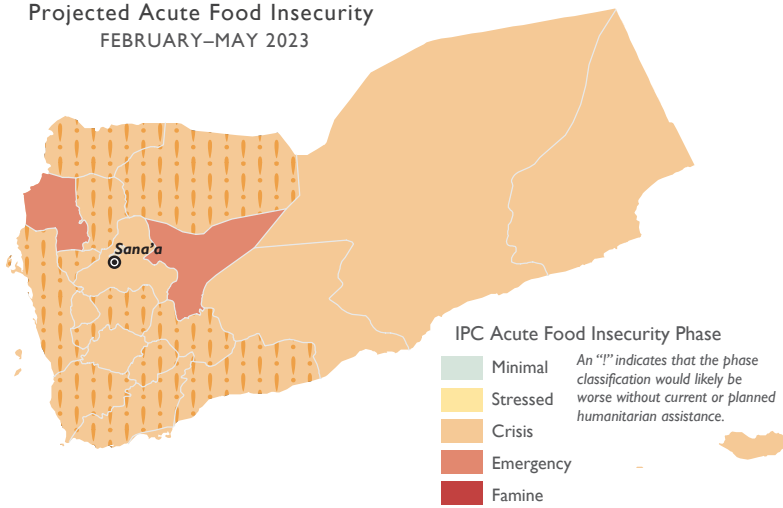 Projected Acute Food Insecurity
FEBRUARY–MAY 2023
Sana’a
IPC Acute Food Insecurity Phase
Minimal
Stressed
Crisis
Emergency
Famine
An “!” indicates that the phase
classification would likely be
worse without current or planned
humanitarian assistance.